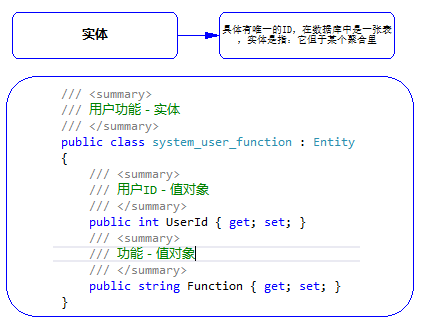 实体
具体有唯一的ID，在数据库中是一张表
，实体是指：它但于某个聚合里
/// <summary>
/// 用户功能－实体
/// </summary>
public class system_user_function : Entity
{
/// <summary>
/// 用户ID－值对象
/// </summary>
public int UserId { get; set; }
/// <summary>
/// 功能－值对象
/// </summary>
public string Function { get; set; }
}